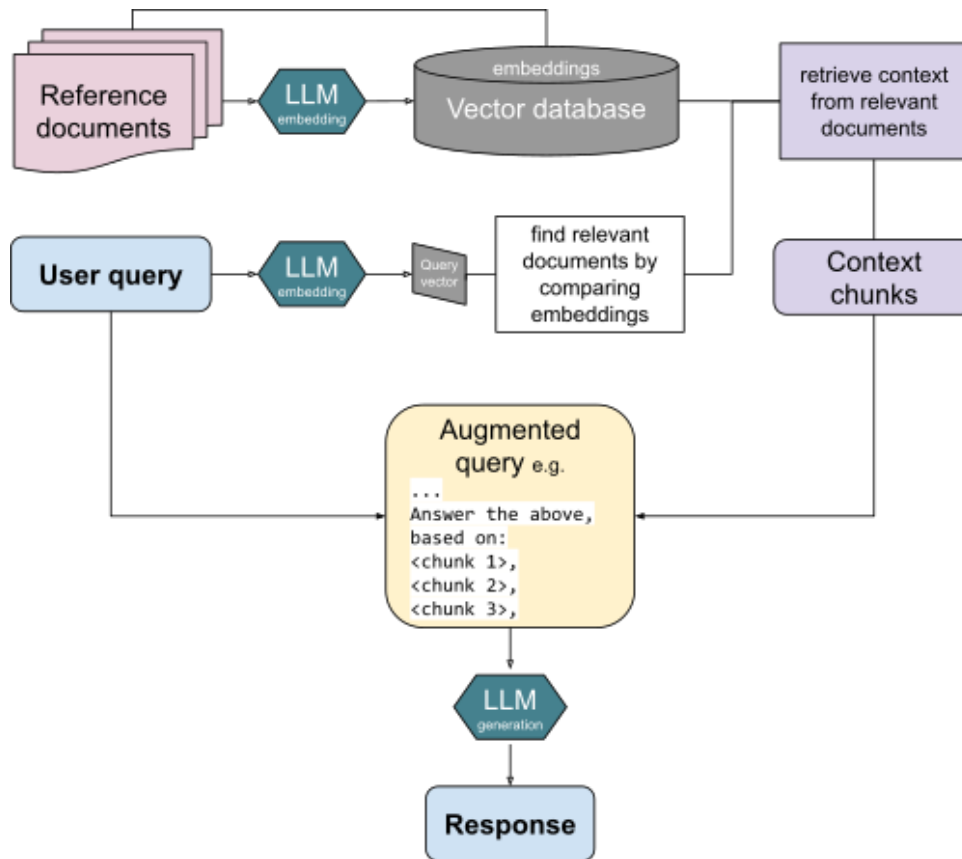 Reference
documents
LLM
embedding
embeddings
Vector database
retrieve context
from relevant
documents
User query
LLM
embedding
Query
vector
find relevant
documents by
comparing
embeddings
Context
chunks
Augmented
query e.g.
...
Answer the above,
based on:
<chunk 1>,
<chunk 2>,
<chunk 3>,
LLM
generation
Response